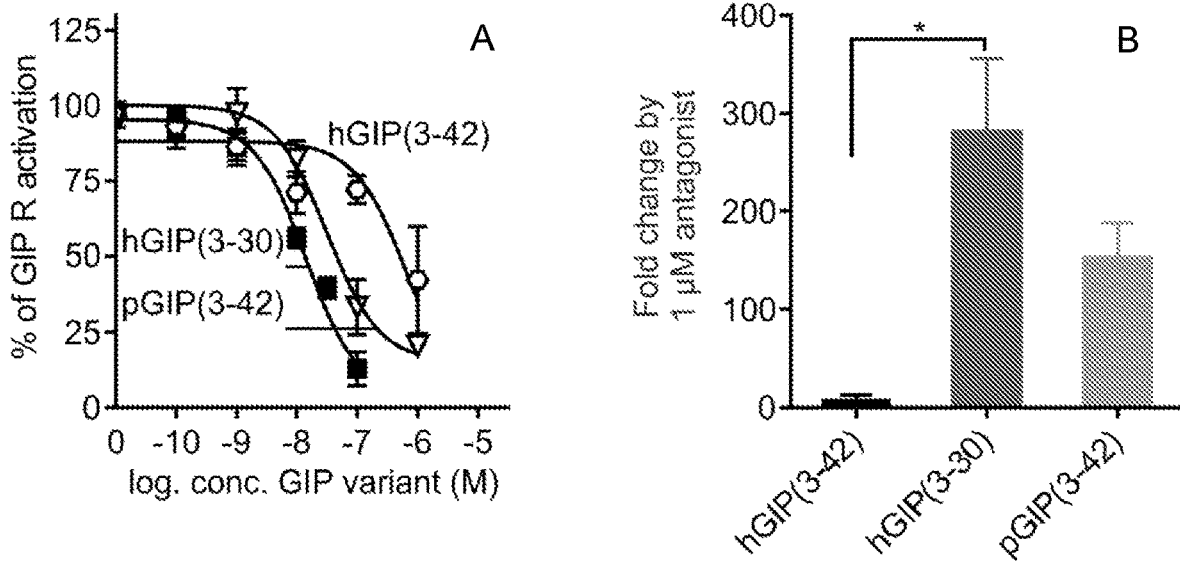 A
% of GIP R activation
125
100
75
50
25
0
hGIP(3-42)
hGIP(3-30)
pGIP(3-42)
0 -10 -9 -8 -7 -6 -5
log. conc. GIP variant (M)
B
Fold change by
1 µM antagonist
400
300
200
100
0
*
hGIP(3-42)
hGIP(3-30)
pGIP(3-42)